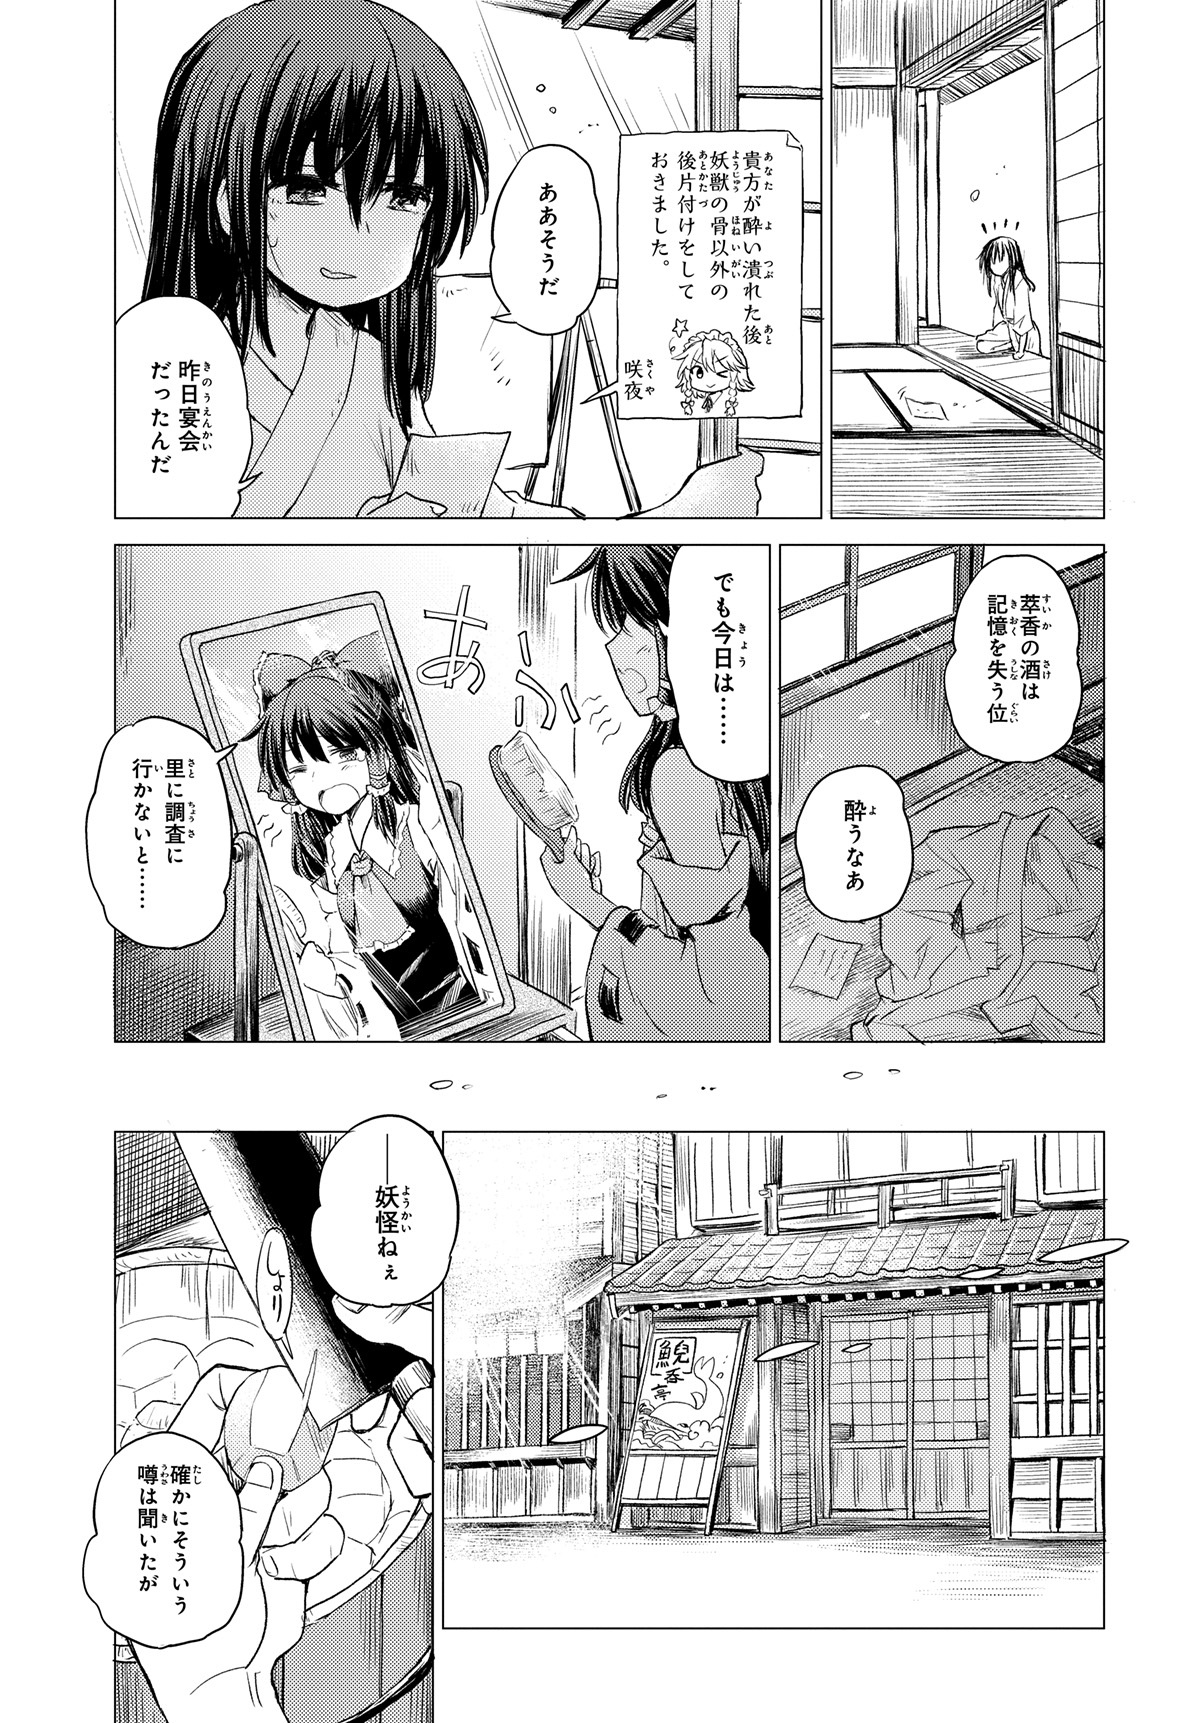 貴方が酔い潰れた後
妖獣の骨以外の
後片付けをして
おきました。
咲夜
ああそうだ
昨日宴会
だったんだ
萃香の酒は
記憶を失う位
酔うなあ
でも今日は……
あふ
あ
里に調査に
行かないと……
鯢呑亭
──妖怪ねぇ
しょり
確かにそういう
噂は聞いたが